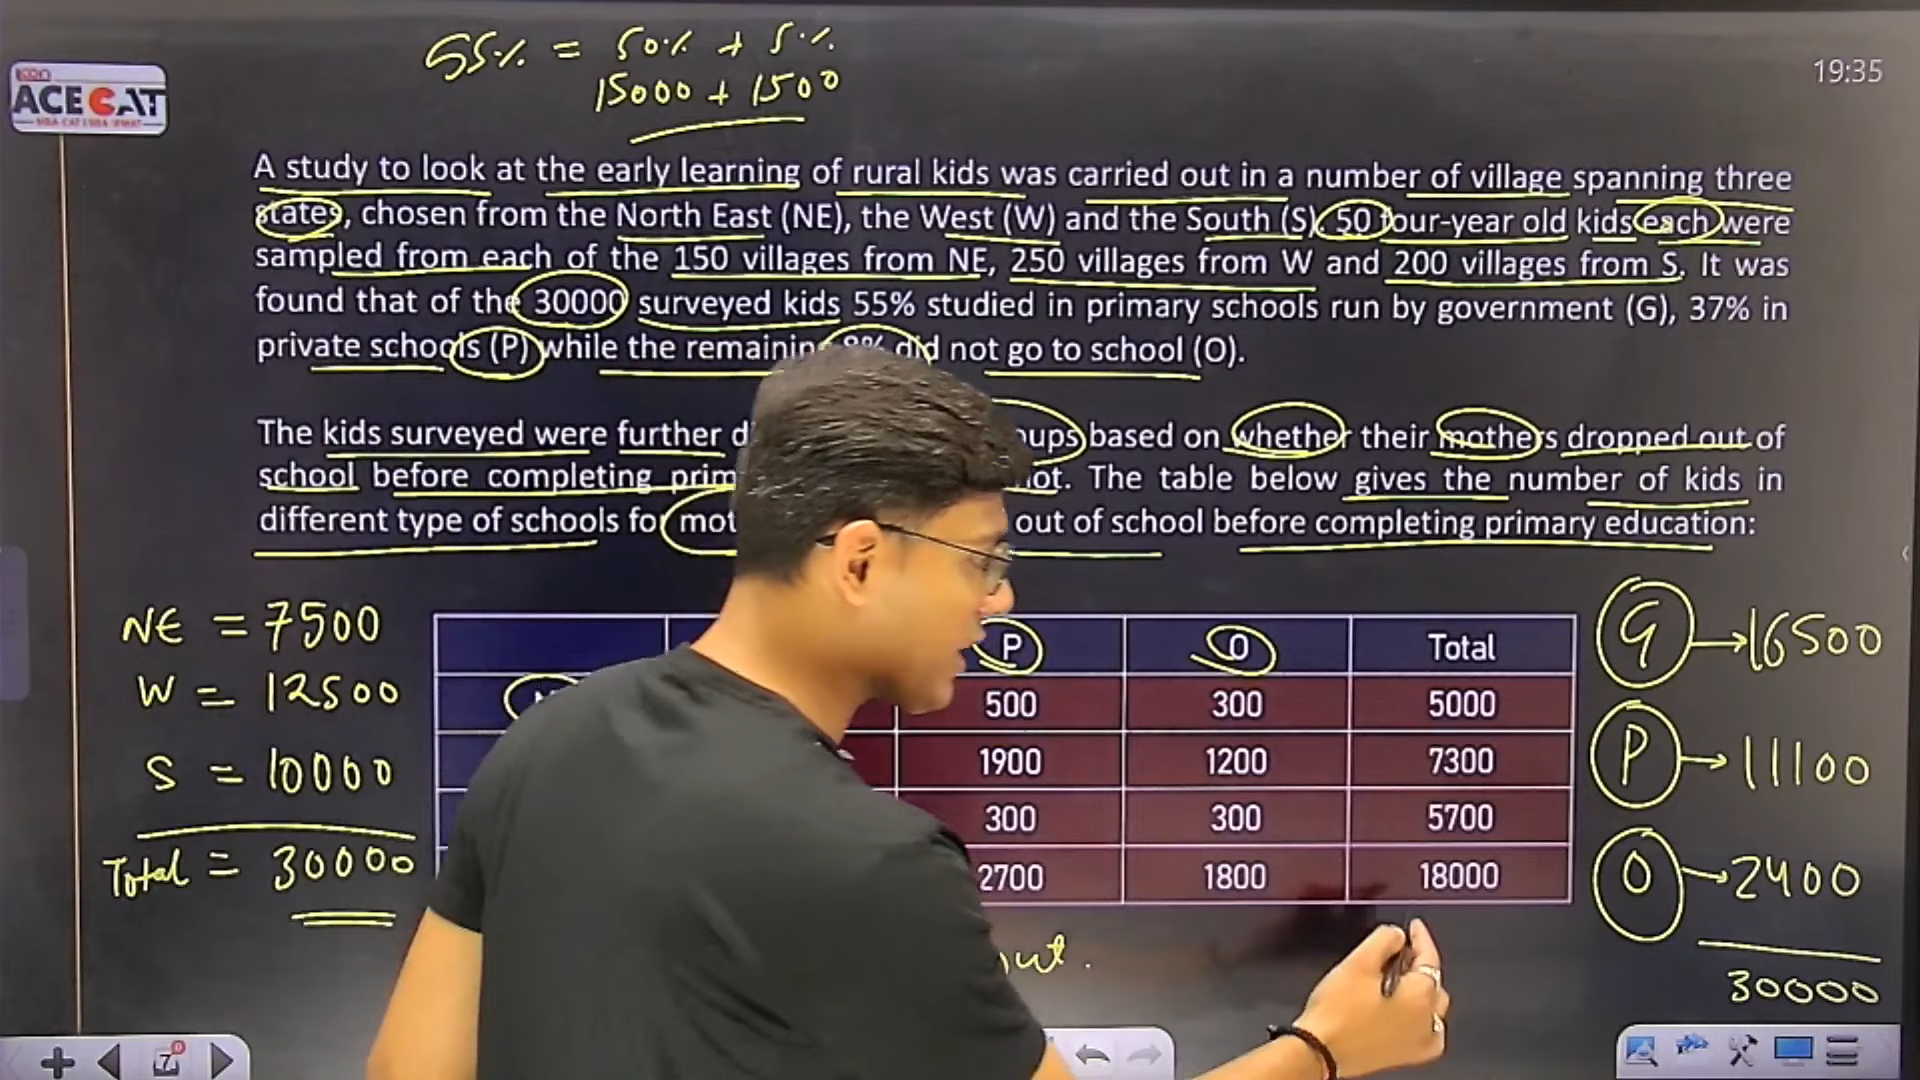 55% = 50% + 5%
15000 + 1500
19:35
ACECAT
A study to look at the early learning of rural kids was carried out in a number of village spanning three
states, chosen from the North East (NE), the West (W) and the South (S). 50 four-year old kids each were
sampled from each of the 150 villages from NE, 250 villages from W and 200 villages from S. It was
found that of the 30000 surveyed kids 55% studied in primary schools run by government (G), 37% in
private schools (P) while the remaining 8% did not go to school (O).
The kids surveyed were further based on whether their mothers dropped out of
school before completing not. The table below gives the number of kids in
different type of schools for out of school before completing primary education:
NE = 7500
W = 12500
S = 10000
Total = 30000
P O Total
500 300 5000
1900 1200 7300
300 300 5700
2700 1800 18000
G → 16500
P → 11100
O → 2400
30000
7